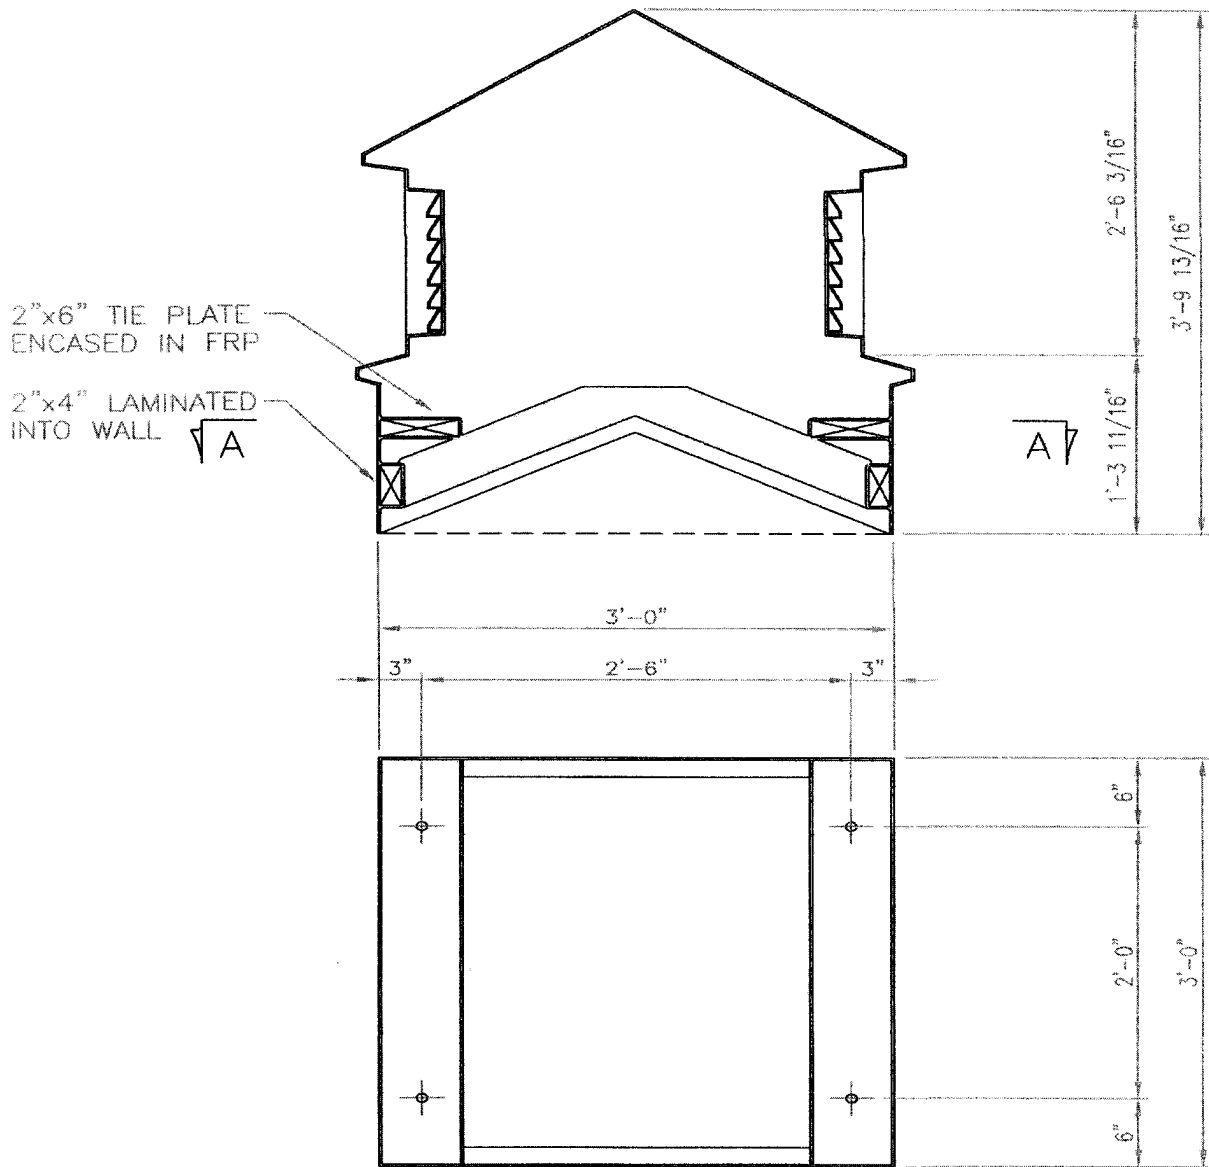 2'-6 3/16"
3'-9 13/16"
2"x6" TIE PLATE
ENCASED IN FRP
2"x4" LAMINATED
INTO WALL
A
A
1'-3 11/16"
3'-0"
3"
2'-6"
3"
6"
2'-0"
3'-0"
6"